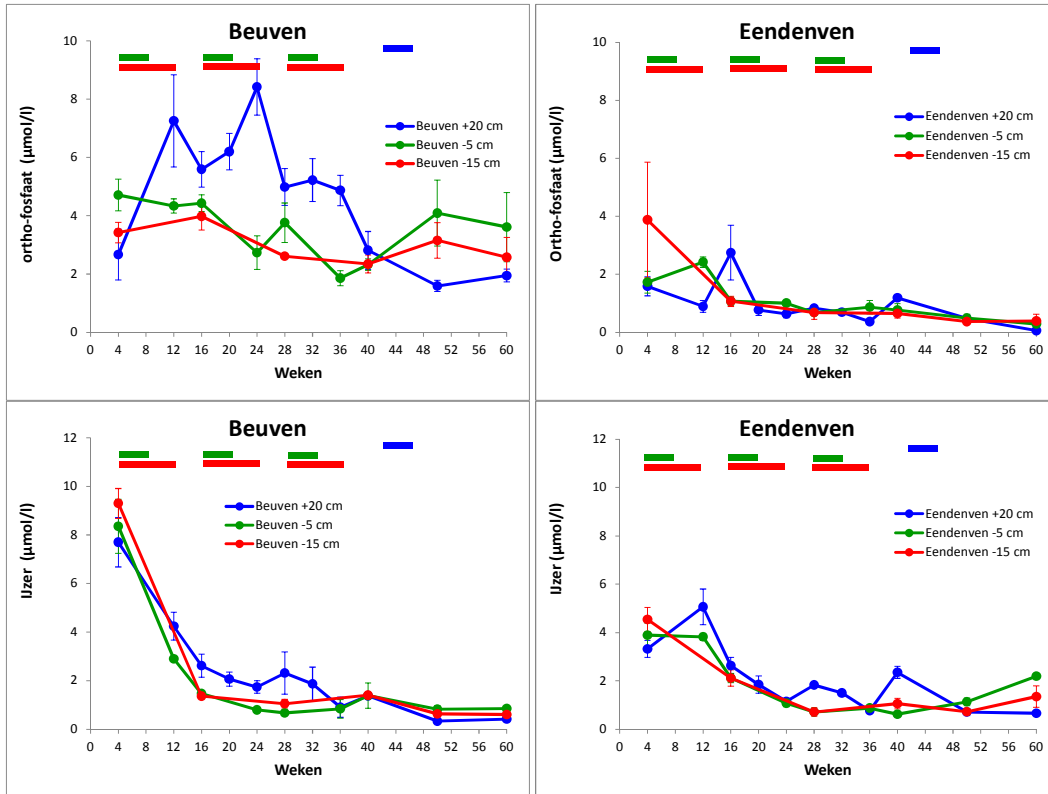 Beuven
ortho-fosfaat (µmol/l)
10
8
6
4
2
0
Beuven +20 cm
Beuven -5 cm
Beuven -15 cm
0 4 8 12 16 20 24 28 32 36 40 44 48 52 56 60
Weken
Eendenven
Ortho-fosfaat (µmol/l)
10
8
6
4
2
0
Eendenven +20 cm
Eendenven -5 cm
Eendenven -15 cm
0 4 8 12 16 20 24 28 32 36 40 44 48 52 56 60
Weken
Beuven
IJzer (µmol/l)
12
10
8
6
4
2
0
Beuven +20 cm
Beuven -5 cm
Beuven -15 cm
0 4 8 12 16 20 24 28 32 36 40 44 48 52 56 60
Weken
Eendenven
IJzer (µmol/l)
12
10
8
6
4
2
0
Eendenven +20 cm
Eendenven -5 cm
Eendenven -15 cm
0 4 8 12 16 20 24 28 32 36 40 44 48 52 56 60
Weken